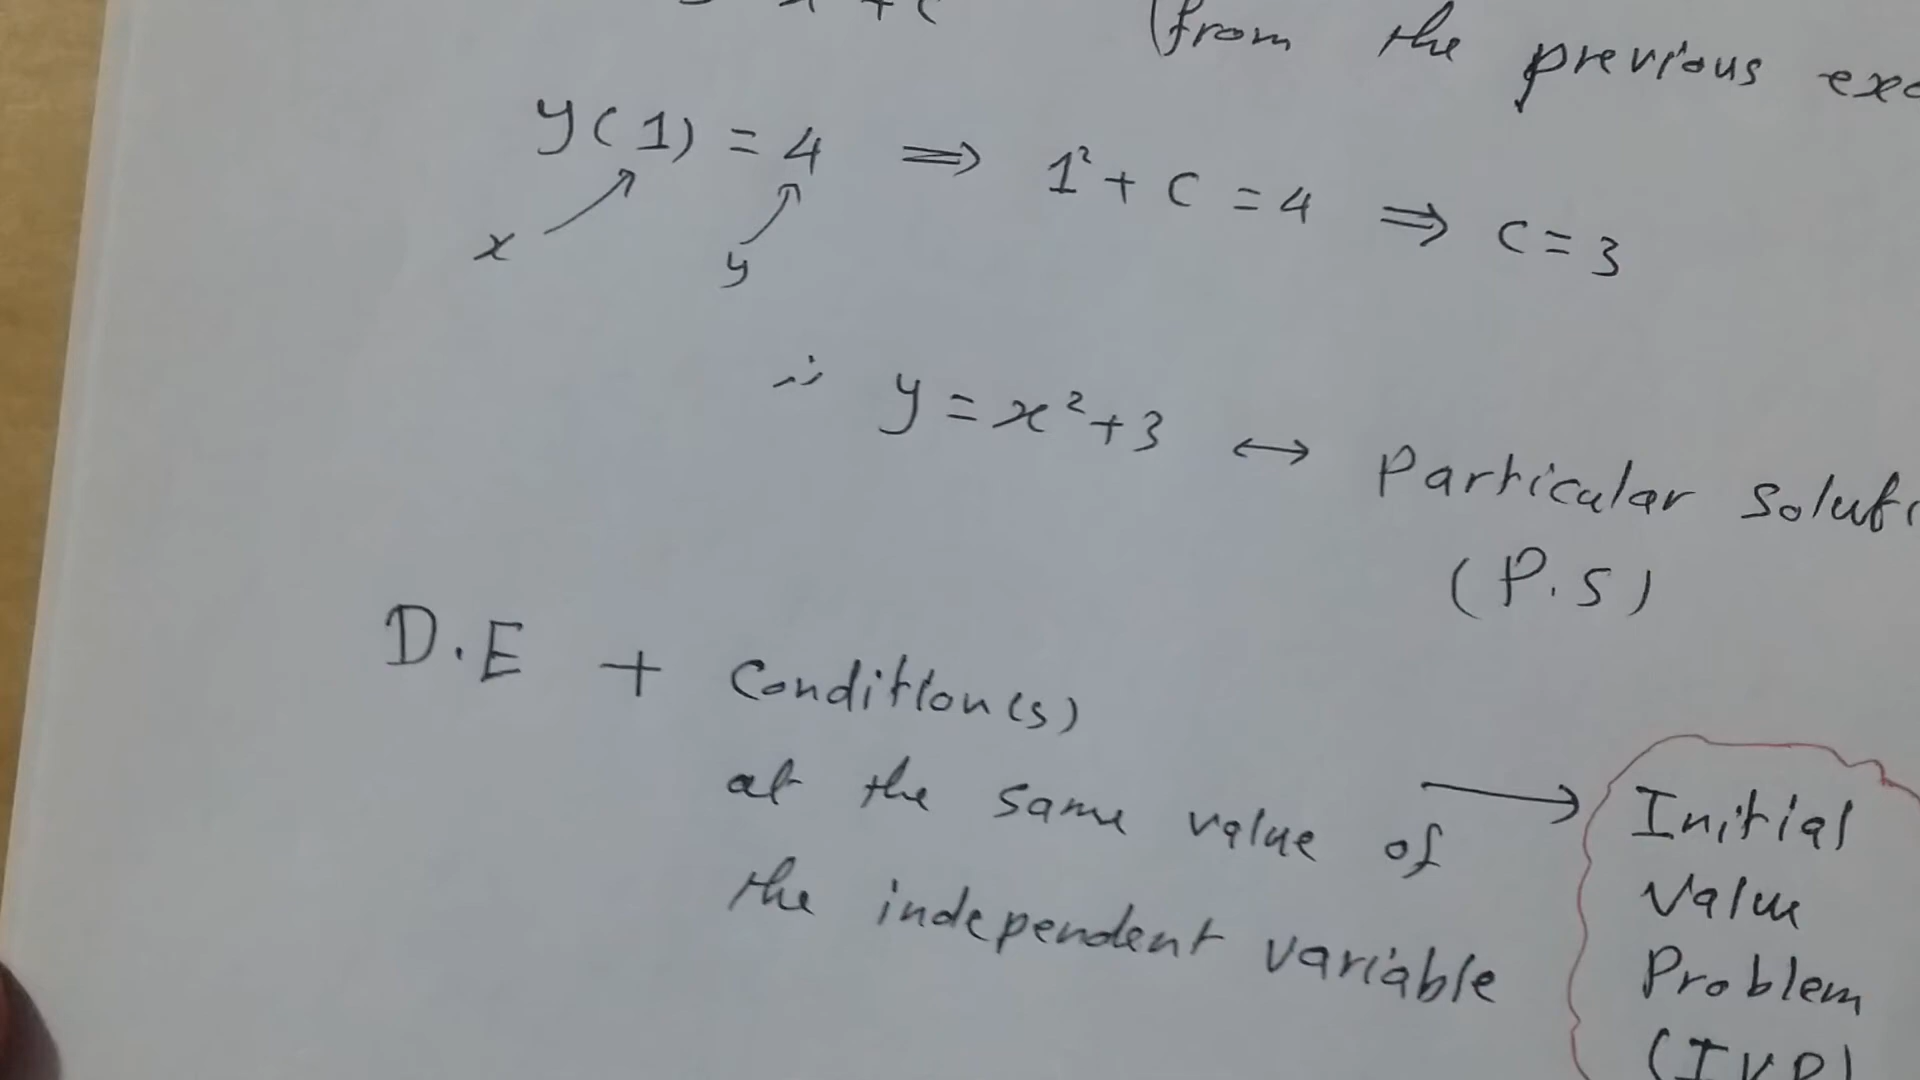 x + c (from the previous
y(1) = 4 ⟹ 1² + c = 4 ⟹ c = 3
x y
∴ y = x² + 3 ↔ Particular
(P.S)
D.E + Condition(s)
at the same value of → Initial
the independent variable Value
Problem
(IVP)